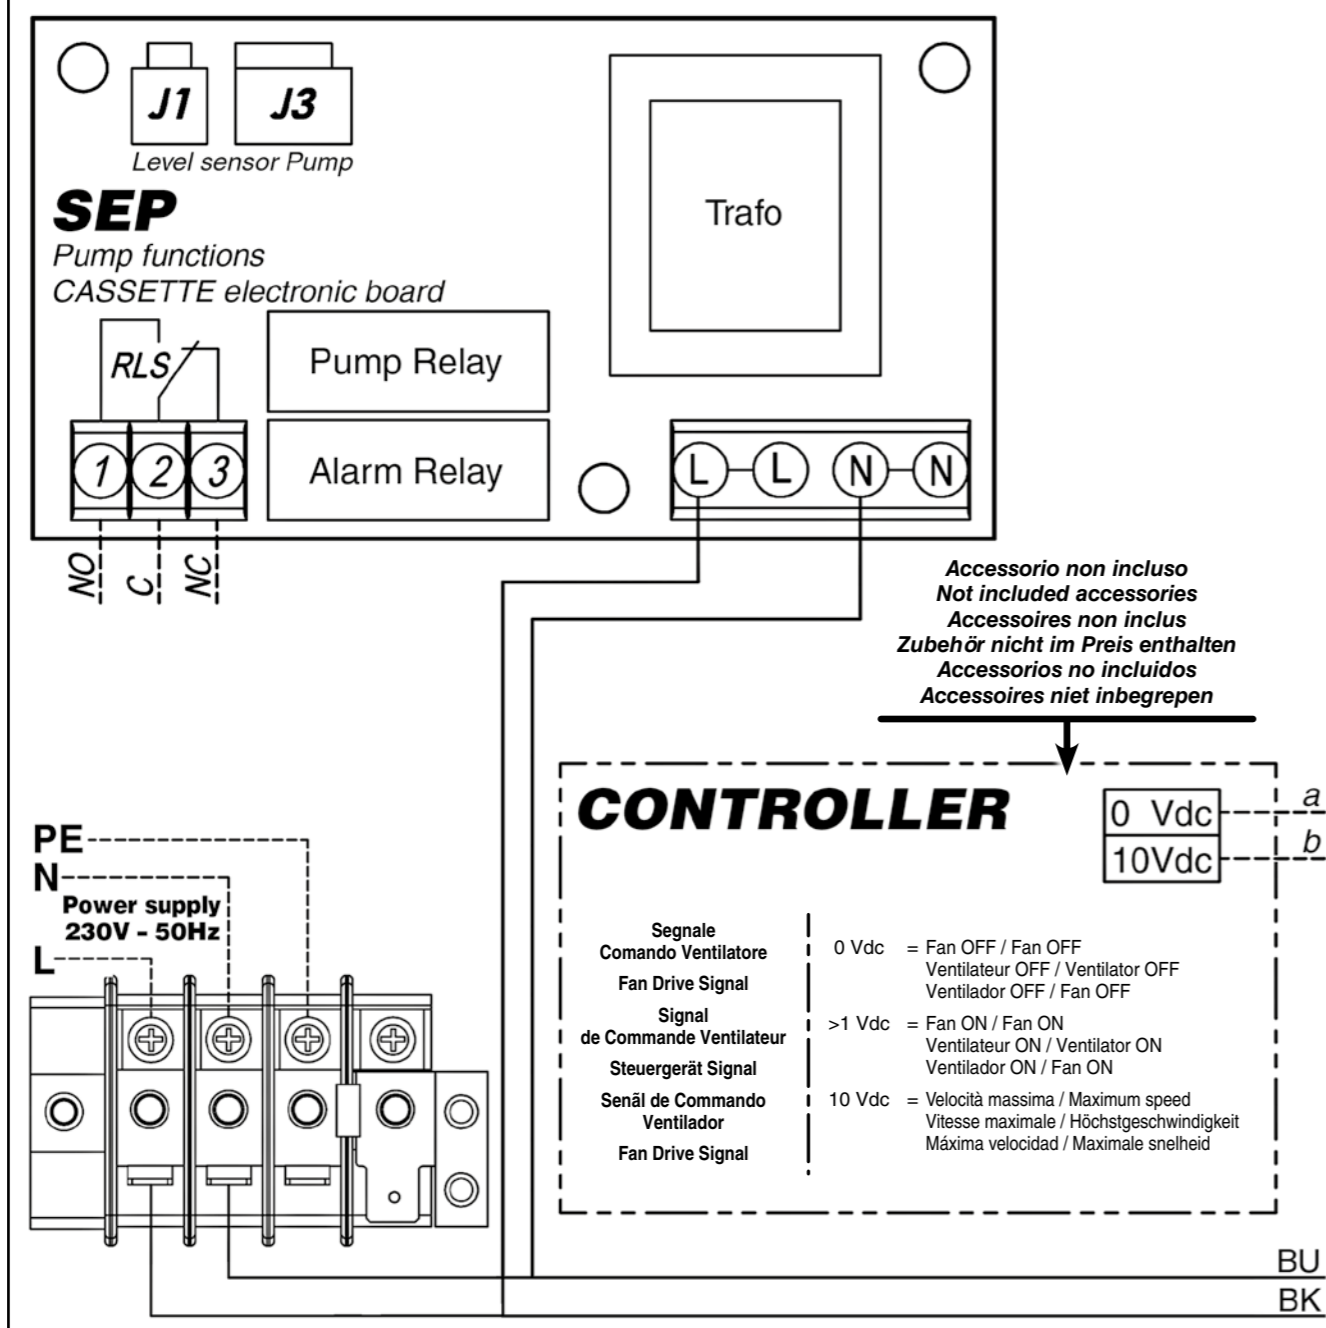 J1
J3
Level sensor Pump
SEP
Pump functions
CASSETTE electronic board
Trafo
RLS
Pump Relay
Alarm Relay
1 2 3
L L N N
NO C NC
Accessorio non incluso
Not included accessories
Accessoires non inclus
Zubehör nicht im Preis enthalten
Accessorios no incluidos
Accessoires niet inbegrepen
CONTROLLER
0 Vdc a
10Vdc b
PE
N
Power supply
230V - 50Hz
L
Segnale
Comando Ventilatore
Fan Drive Signal
Signal
de Commande Ventilateur
Steuergerät Signal
Senãl de Commando
Ventilador
Fan Drive Signal
0 Vdc = Fan OFF / Fan OFF
Ventilateur OFF / Ventilator OFF
Ventilador OFF / Fan OFF
>1 Vdc = Fan ON / Fan ON
Ventilateur ON / Ventilator ON
Ventilador ON / Fan ON
10 Vdc = Velocità massima / Maximum speed
Vitesse maximale / Höchstgeschwindigkeit
Máxima velocidad / Maximale snelheid
BU
BK